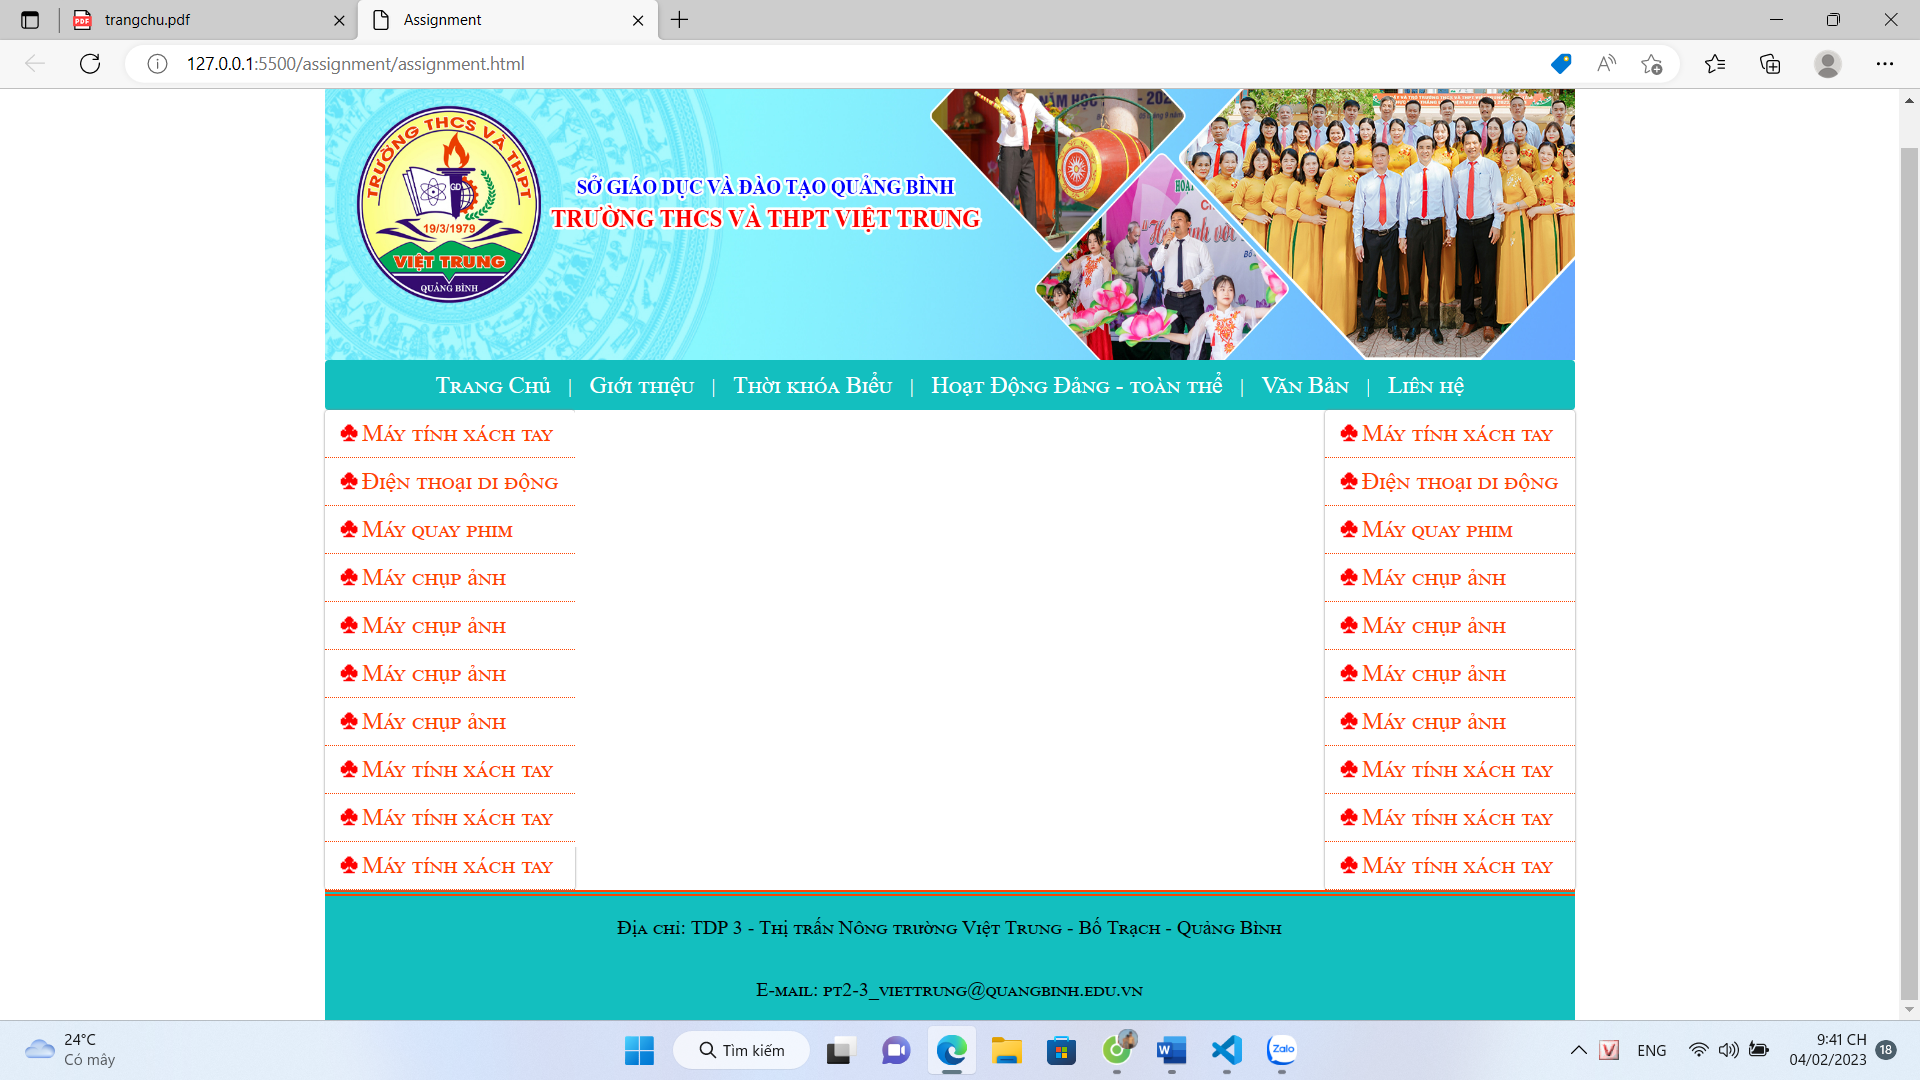 trangchu.pdf
Assignment
127.0.0.1:5500/assignment/assignment.html
TRƯỜNG THCS VÀ THPT
GD
19/3/1979
VIỆT TRUNG
QUẢNG BÌNH
SỞ GIÁO DỤC VÀ ĐÀO TẠO QUẢNG BÌNH
TRƯỜNG THCS VÀ THPT VIỆT TRUNG
NĂM HỌC
Trang Chủ | Giới thiệu | Thời khóa Biểu | Hoạt Động Đảng - toàn thể | Văn Bản | Liên hệ
♣ Máy tính xách tay
♣ Điện thoại di động
♣ Máy quay phim
♣ Máy chụp ảnh
♣ Máy chụp ảnh
♣ Máy chụp ảnh
♣ Máy chụp ảnh
♣ Máy tính xách tay
♣ Máy tính xách tay
♣ Máy tính xách tay
♣ Máy tính xách tay
♣ Điện thoại di động
♣ Máy quay phim
♣ Máy chụp ảnh
♣ Máy chụp ảnh
♣ Máy chụp ảnh
♣ Máy chụp ảnh
♣ Máy tính xách tay
♣ Máy tính xách tay
♣ Máy tính xách tay
Địa chỉ: TDP 3 - Thị trấn Nông trường Việt Trung - Bố Trạch - Quảng Bình
E-mail: pt2-3_viettrung@quangbinh.edu.vn
24°C
Có mây
Tìm kiếm
Zalo
ENG
9:41 CH
04/02/2023
18